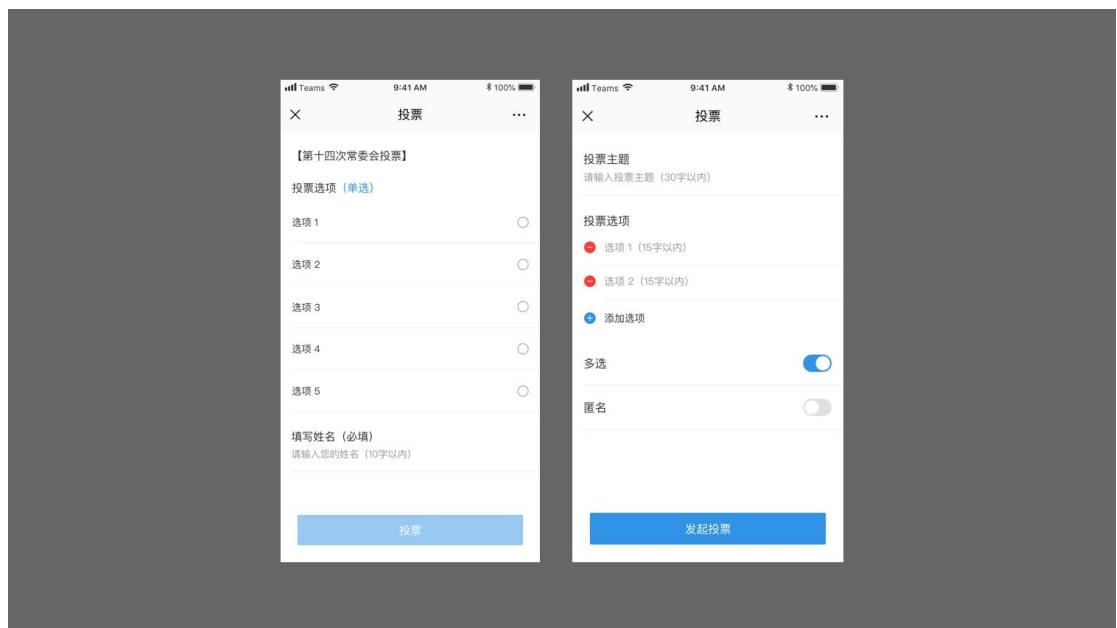 Teams 9:41 AM 100%
投票
【第十四次常委会投票】
投票选项（单选）
选项 1
选项 2
选项 3
选项 4
选项 5
填写姓名（必填）
请输入您的姓名（10字以内）
投票
Teams 9:41 AM 100%
投票
投票主题
请输入投票主题（30字以内）
投票选项
选项 1（15字以内）
选项 2（15字以内）
添加选项
多选
匿名
发起投票